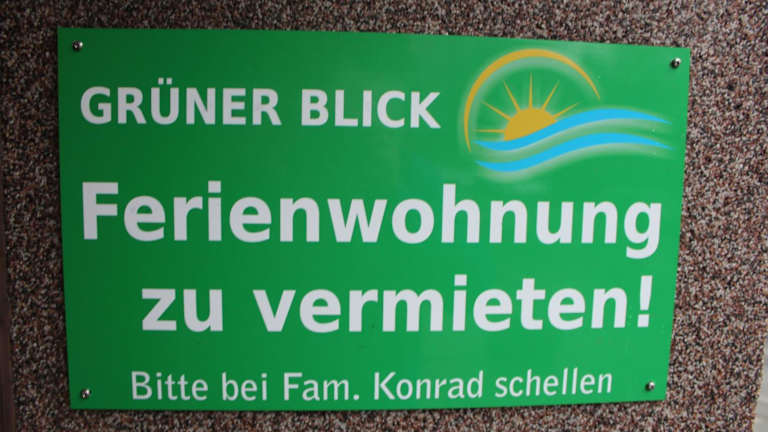 GRÜNER BLICK
Ferienwohnung
zu vermieten!
Bitte bei Fam. Konrad schellen